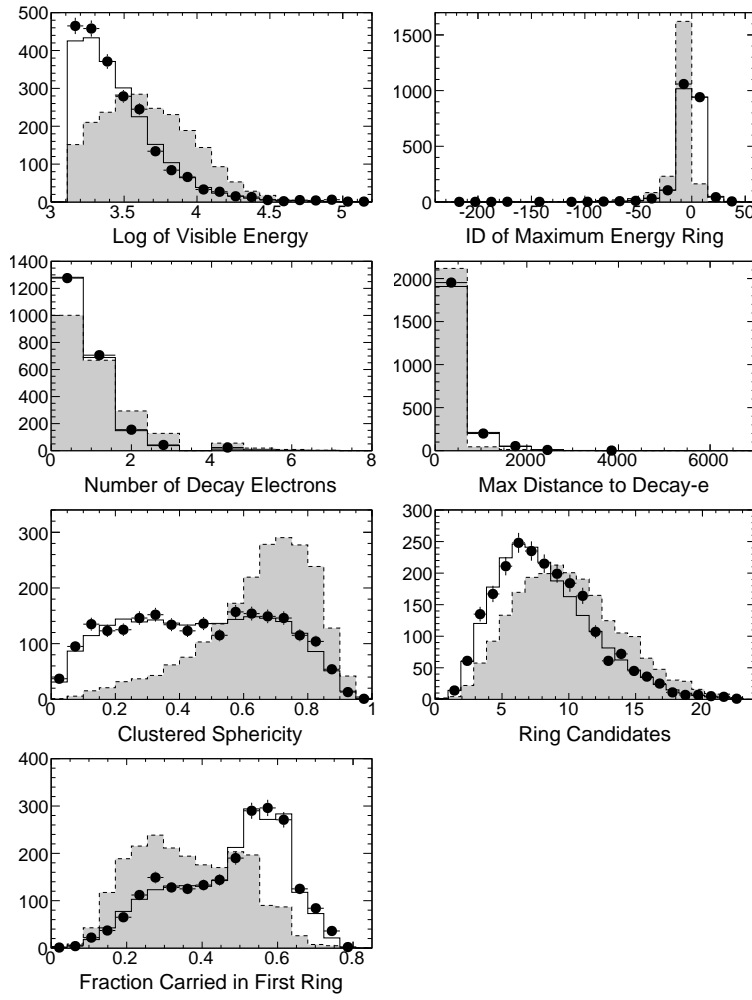 500
400
300
200
100
0
3 3.5 4 4.5 5
Log of Visible Energy
1500
1000
500
0
-200 -150 -100 -50 0 50
ID of Maximum Energy Ring
1400
1200
1000
800
600
400
200
0
0 2 4 6 8
Number of Decay Electrons
2000
1500
1000
500
0
0 2000 4000 6000
Max Distance to Decay-e
300
200
100
0
0 0.2 0.4 0.6 0.8 1
Clustered Sphericity
300
250
200
150
100
50
0
0 5 10 15 20
Ring Candidates
400
300
200
100
0
0 0.2 0.4 0.6 0.8
Fraction Carried in First Ring